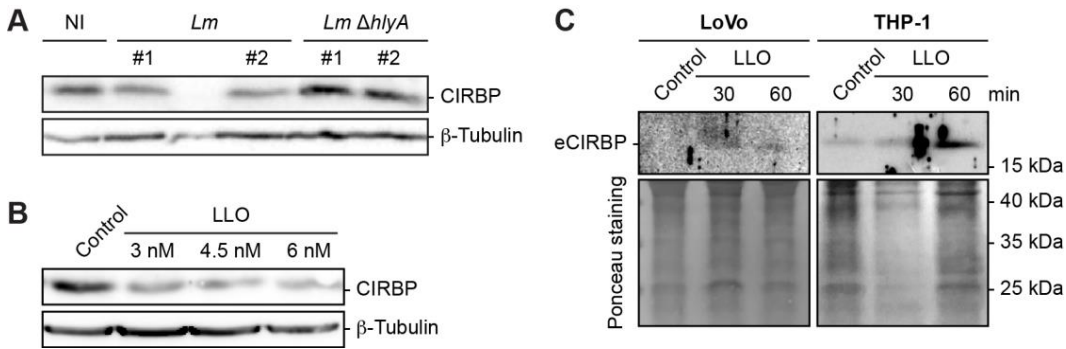 A
NI Lm Lm ΔhlyA
#1 #2 #1 #2
CIRBP
β-Tubulin
B
Control LLO
3 nM 4.5 nM 6 nM
CIRBP
β-Tubulin
C
LoVo THP-1
Control LLO Control LLO
30 60 30 60 min
eCIRBP
15 kDa
Ponceau staining
40 kDa
35 kDa
25 kDa